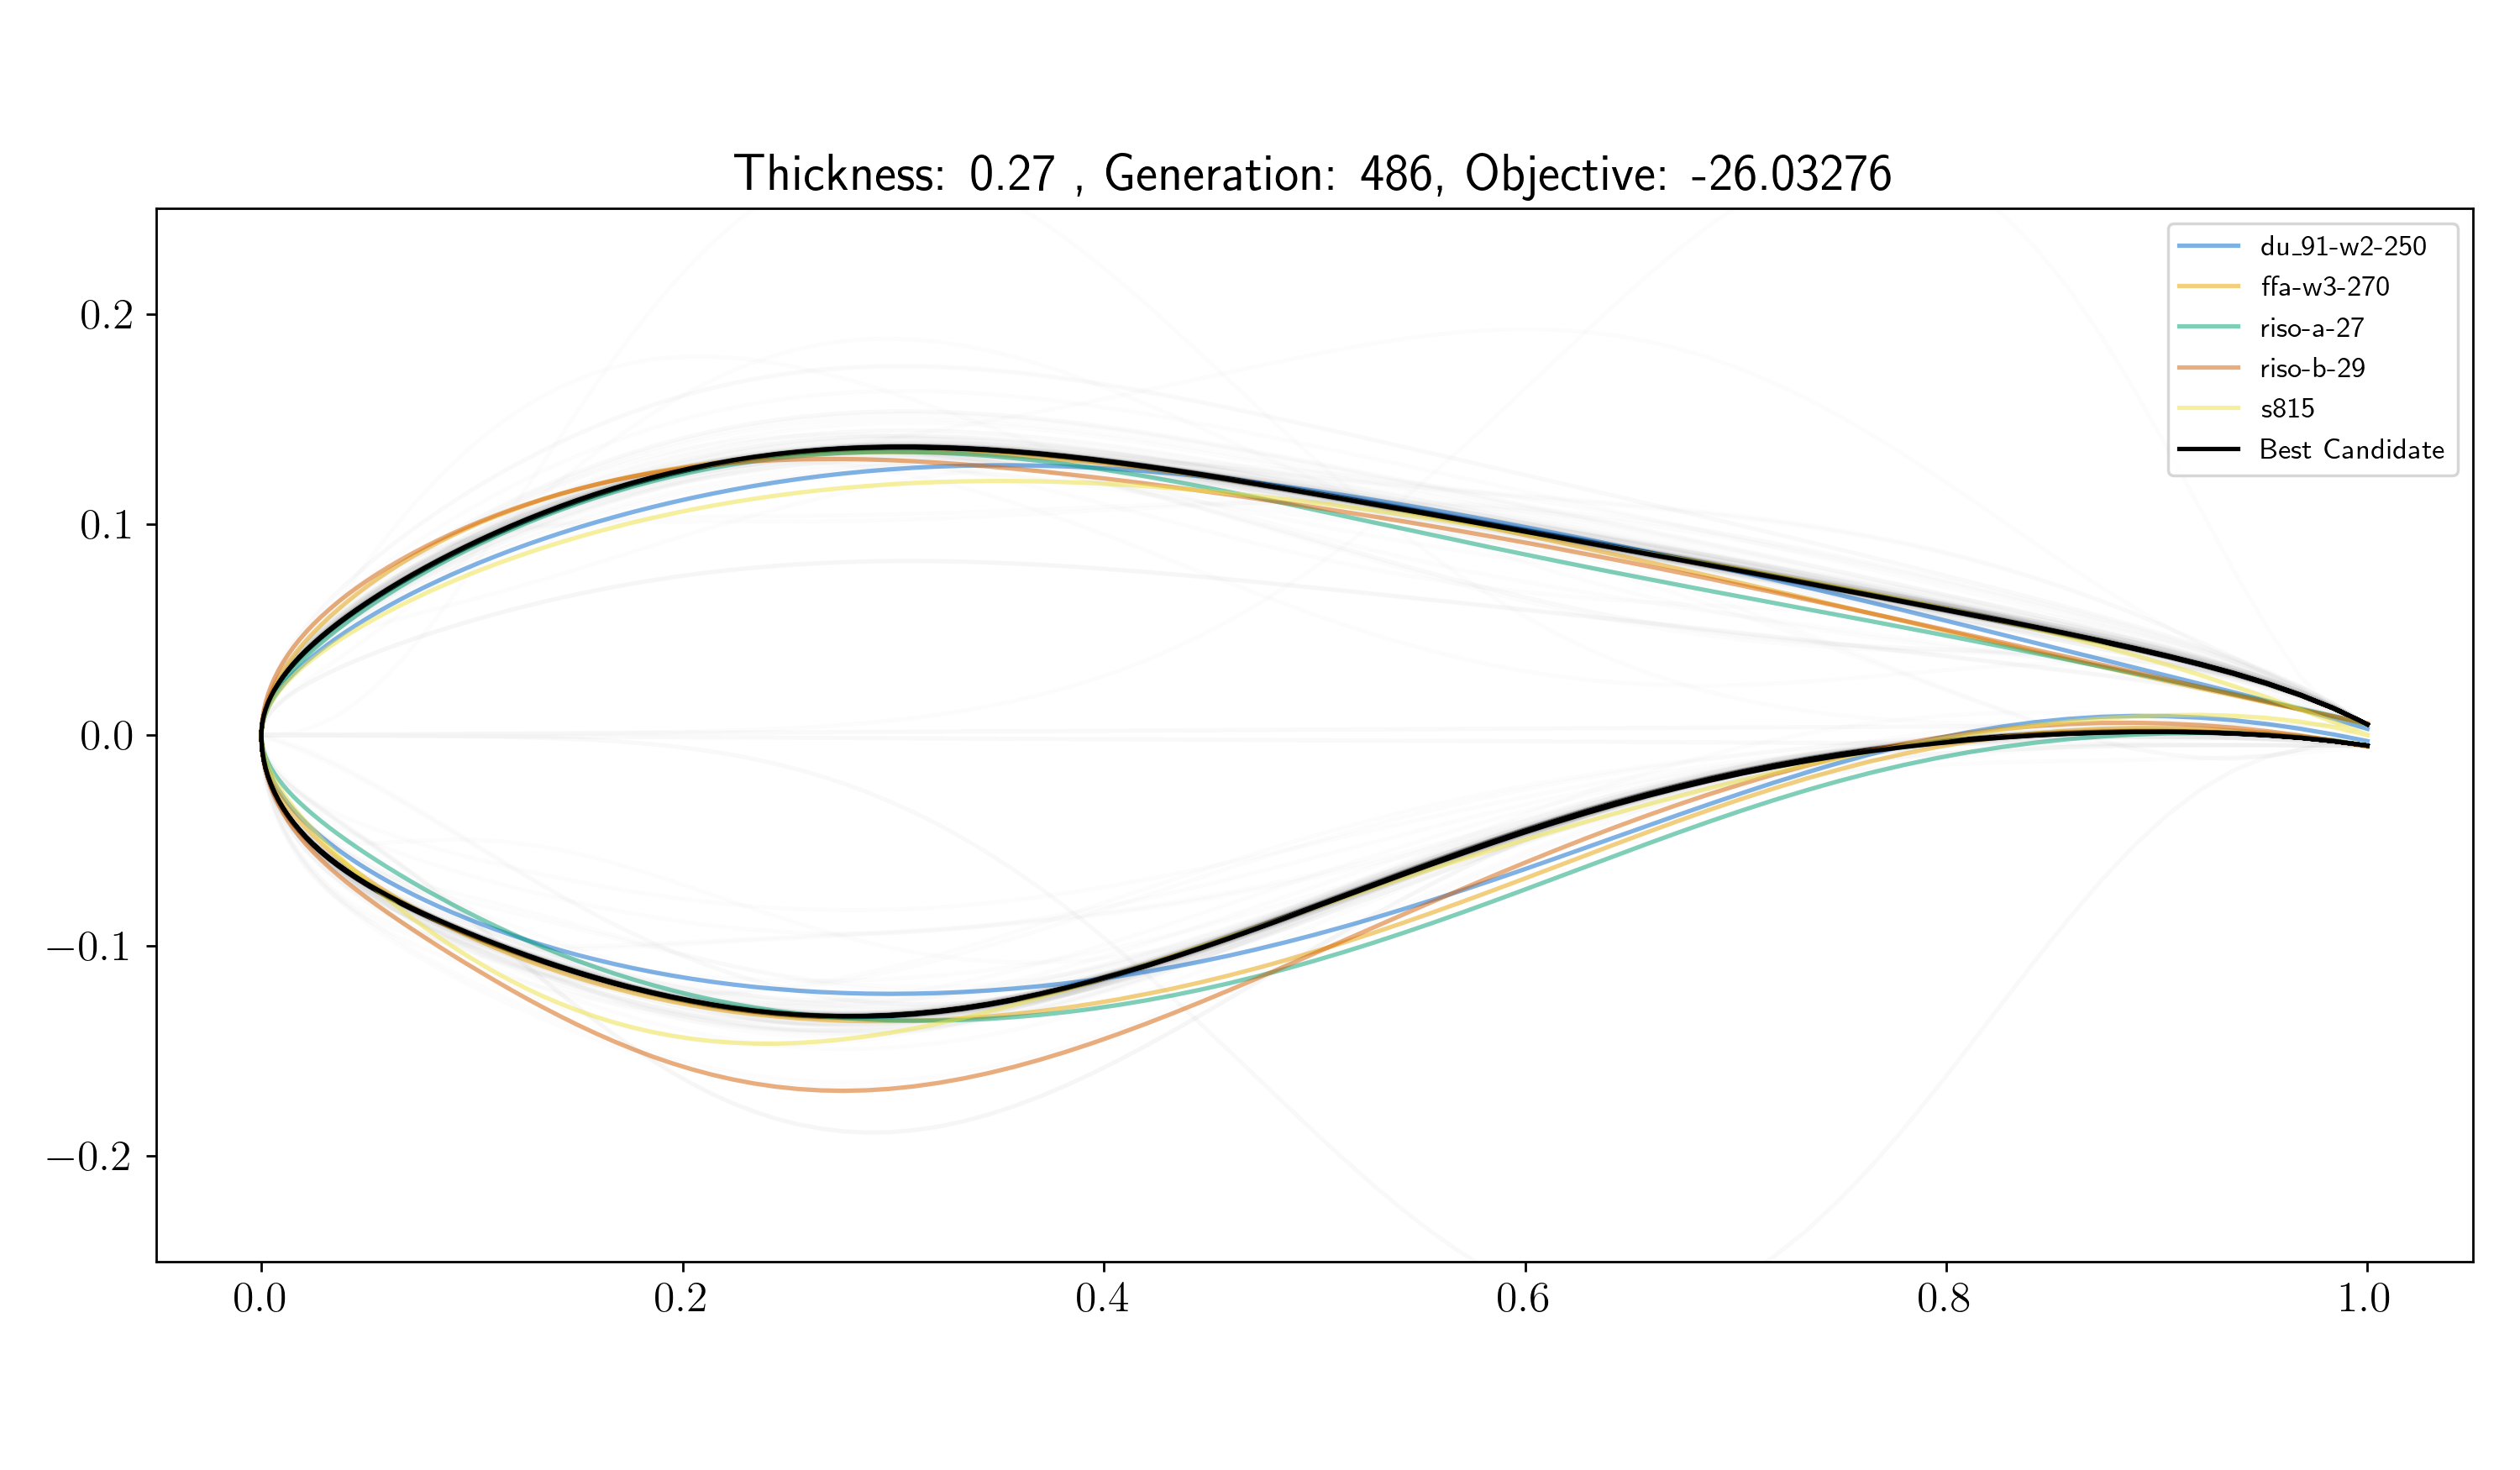 Thickness: 0.27 , Generation: 486, Objective: -26.03276
du_91-w2-250
ffa-w3-270
riso-a-27
riso-b-29
s815
Best Candidate
0.2
0.1
0.0
−0.1
−0.2
0.0 0.2 0.4 0.6 0.8 1.0